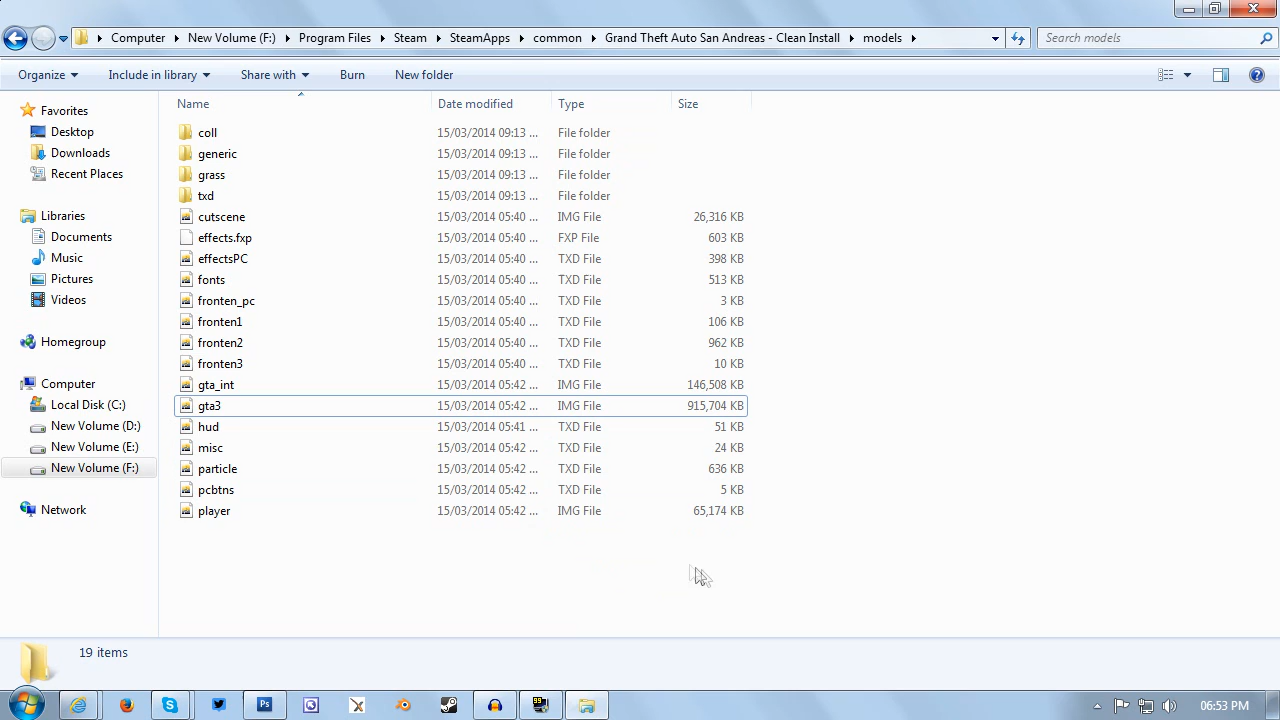 Computer New Volume (F:) Program Files Steam SteamApps common Grand Theft Auto San Andreas - Clean Install models Search models
Organize Include in library Share with Burn New folder
Name Date modified Type Size
coll 15/03/2014 09:13 ... File folder
generic 15/03/2014 09:13 ... File folder
grass 15/03/2014 09:13 ... File folder
txd 15/03/2014 09:13 ... File folder
cutscene 15/03/2014 05:40 ... IMG File 26,316 KB
effects.fxp 15/03/2014 05:40 ... FXP File 603 KB
effectsPC 15/03/2014 05:40 ... TXD File 398 KB
fonts 15/03/2014 05:40 ... TXD File 513 KB
fronten_pc 15/03/2014 05:40 ... TXD File 3 KB
fronten1 15/03/2014 05:40 ... TXD File 106 KB
fronten2 15/03/2014 05:40 ... TXD File 962 KB
fronten3 15/03/2014 05:40 ... TXD File 10 KB
gta_int 15/03/2014 05:42 ... IMG File 146,508 KB
gta3 15/03/2014 05:42 ... IMG File 915,704 KB
hud 15/03/2014 05:41 ... TXD File 51 KB
misc 15/03/2014 05:42 ... TXD File 24 KB
particle 15/03/2014 05:42 ... TXD File 636 KB
pcbtns 15/03/2014 05:42 ... TXD File 5 KB
player 15/03/2014 05:42 ... IMG File 65,174 KB
Favorites
Desktop
Downloads
Recent Places
Libraries
Documents
Music
Pictures
Videos
Homegroup
Computer
Local Disk (C:)
New Volume (D:)
New Volume (E:)
New Volume (F:)
Network
19 items
Ps
99
06:53 PM